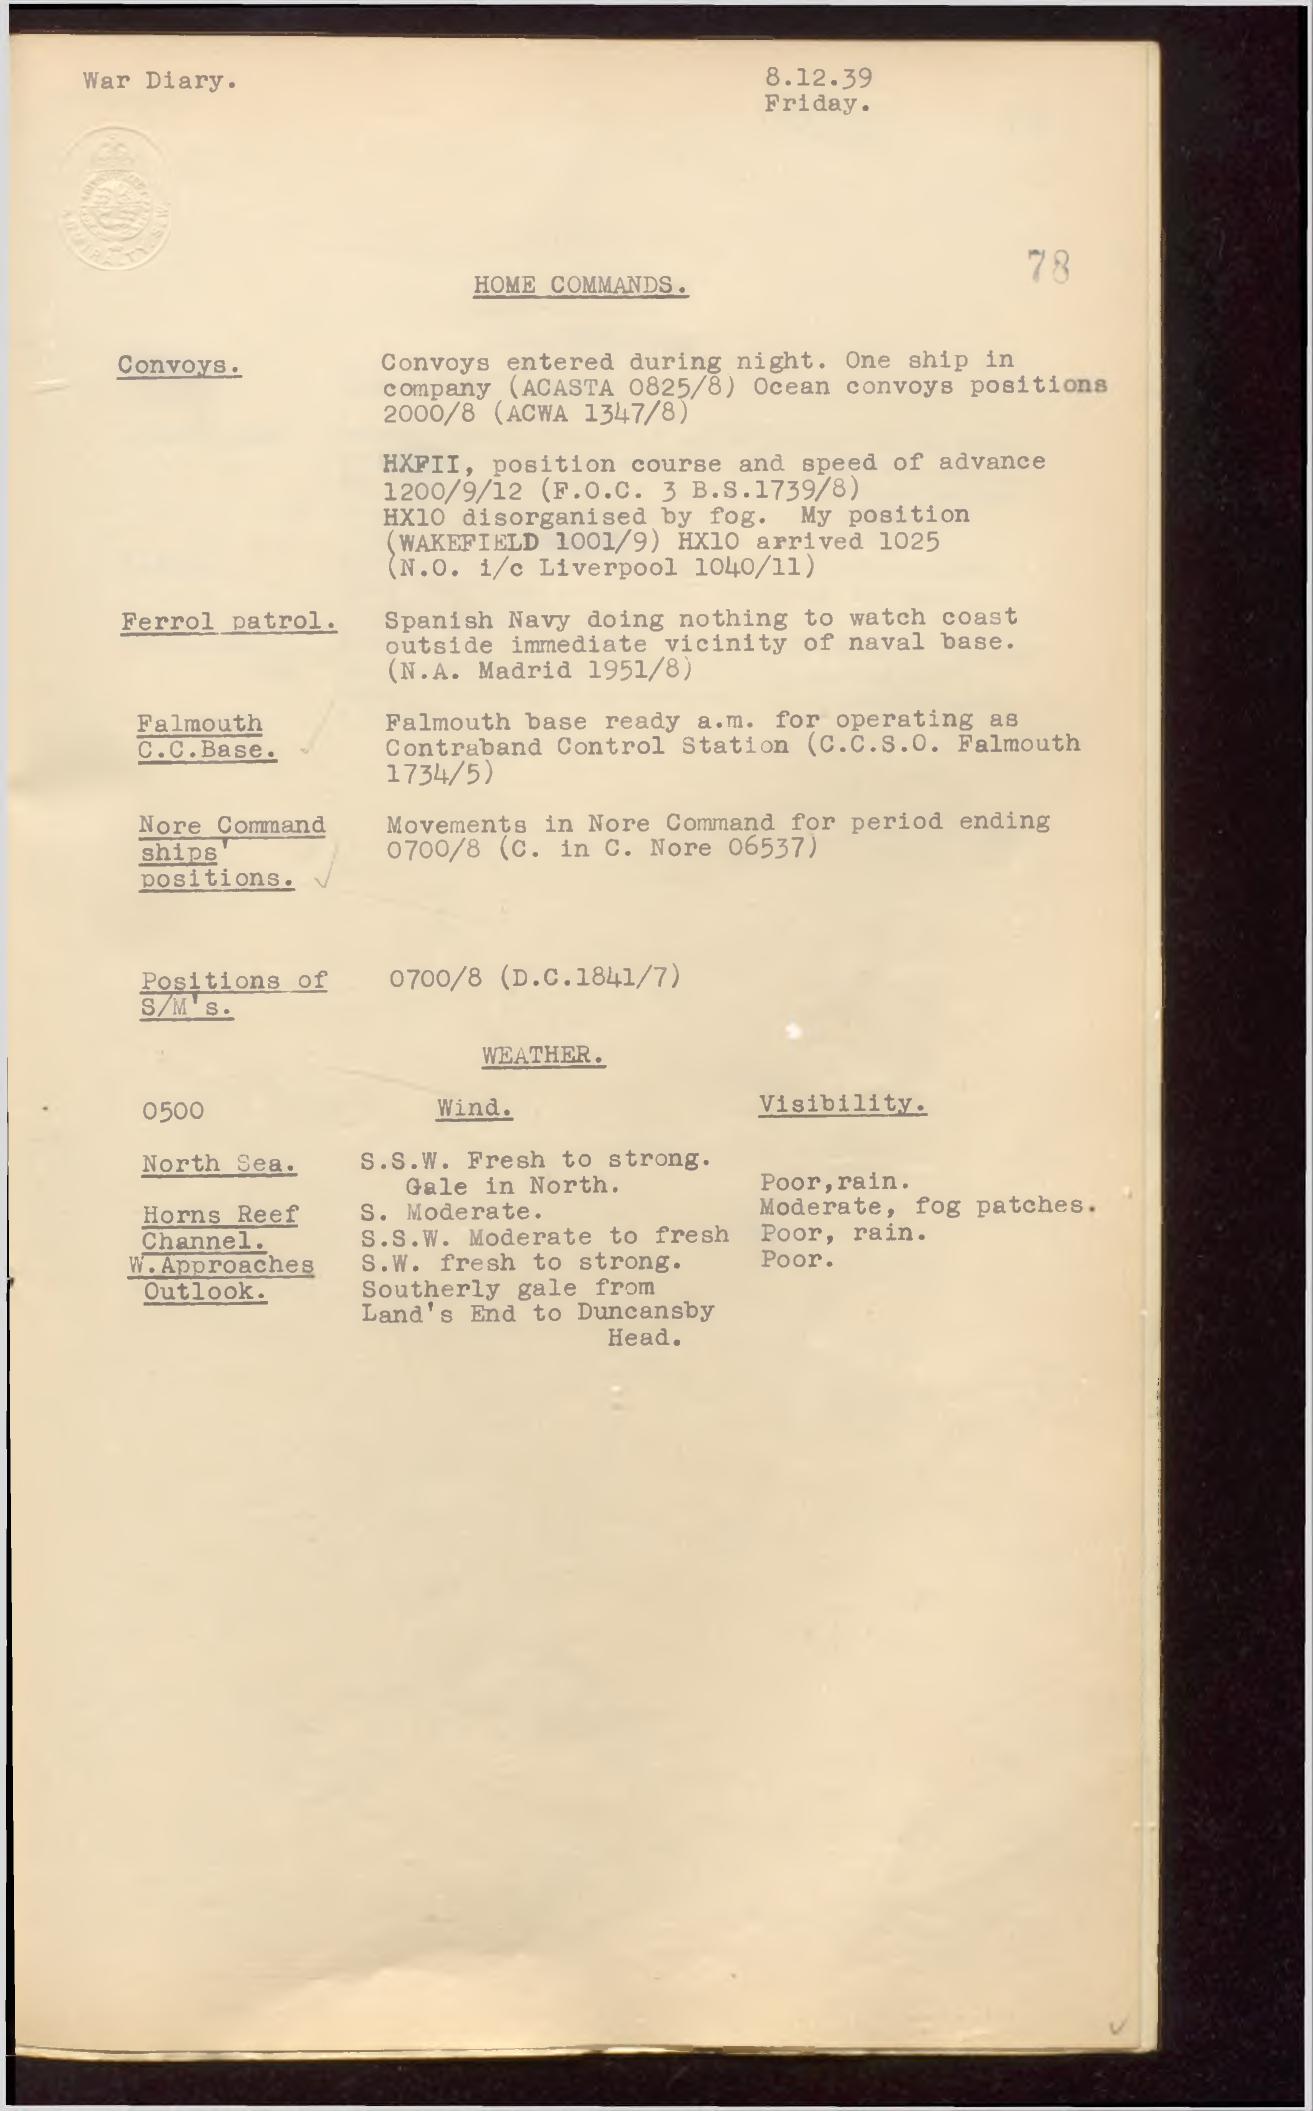 War Diary.
8.12.39
Friday.
78
HOME COMMANDS.
Convoys.
Convoys entered during night. One ship in
company (ACASTA 0825/8) Ocean convoys positions
2000/8 (ACWA 1347/8)
HXFII, position course and speed of advance
1200/9/12 (F.O.C. 3 B.S.1739/8)
HX10 disorganised by fog. My position
(WAKEFIELD 1001/9) HX10 arrived 1025
(N.O. i/c Liverpool 1040/11)
Ferrol patrol.
Spanish Navy doing nothing to watch coast
outside immediate vicinity of naval base.
(N.A. Madrid 1951/8)
Falmouth
C.C.Base.
Falmouth base ready a.m. for operating as
Contraband Control Station (C.C.S.O. Falmouth
1734/5)
Nore Command
ships'
positions.
Movements in Nore Command for period ending
0700/8 (C. in C. Nore 06537)
Positions of
S/M's.
0700/8 (D.C.1841/7)
WEATHER.
0500 Wind. Visibility.
North Sea. S.S.W. Fresh to strong.
Gale in North. Poor,rain.
Horns Reef S. Moderate. Moderate, fog patches.
Channel. S.S.W. Moderate to fresh Poor, rain.
W.Approaches S.W. fresh to strong. Poor.
Outlook. Southerly gale from
Land's End to Duncansby
Head.